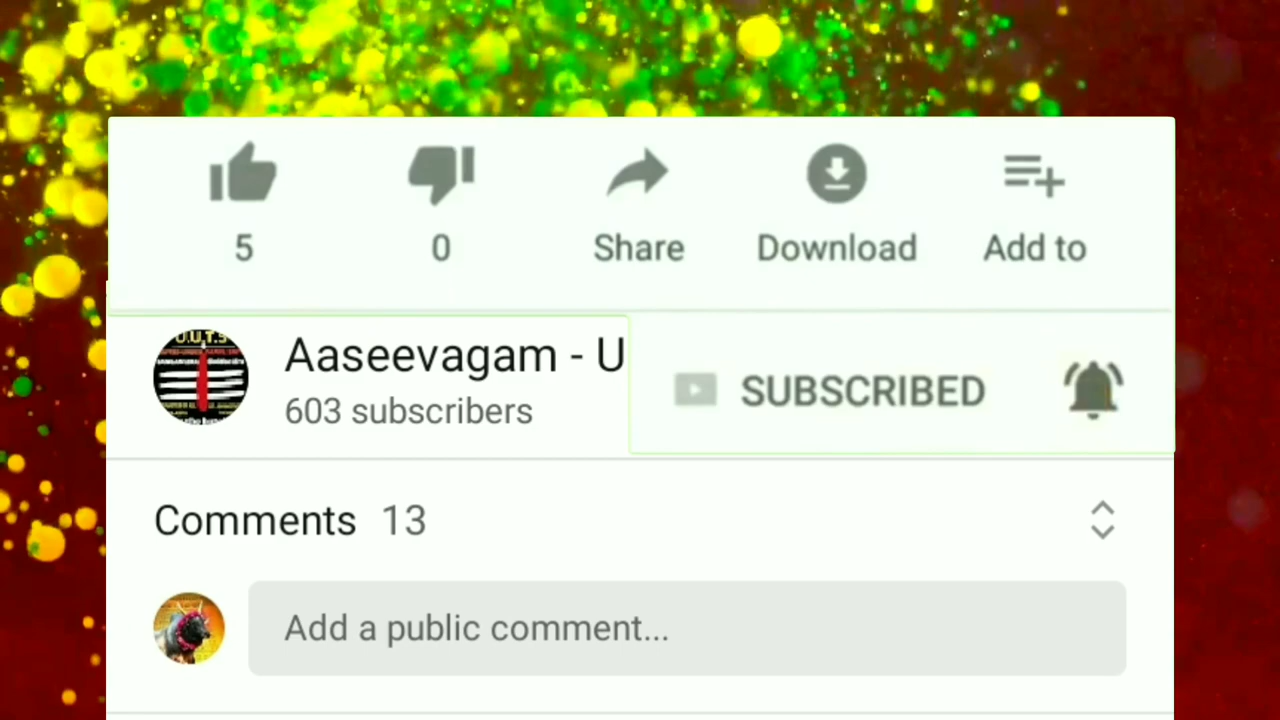 5
0
Share
Download
Add to
U.U.T.S
Aaseevagam - U
603 subscribers
SUBSCRIBED
Comments 13
Add a public comment...